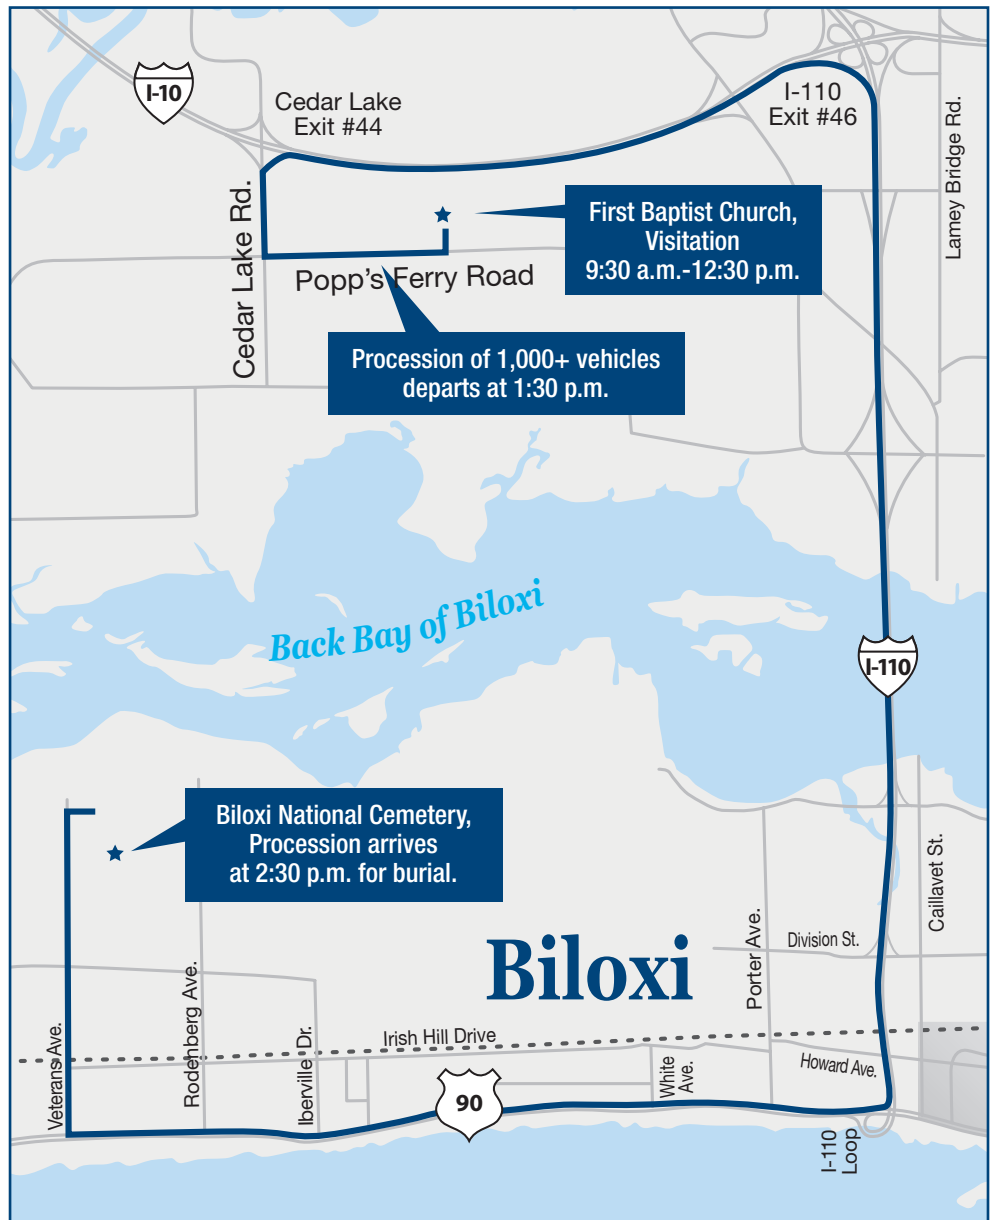 I-10
Cedar Lake
Exit #44
I-110
Exit #46
Lamey Bridge Rd.
Cedar Lake Rd.
First Baptist Church,
Visitation
9:30 a.m.-12:30 p.m.
Popp's Ferry Road
Procession of 1,000+ vehicles
departs at 1:30 p.m.
Back Bay of Biloxi
I-110
Biloxi National Cemetery,
Procession arrives
at 2:30 p.m. for burial.
Biloxi
Porter Ave.
Division St.
Caillavet St.
Veterans Ave.
Rodenberg Ave.
Iberville Dr.
Irish Hill Drive
90
White
Ave.
Howard Ave.
I-110
Loop